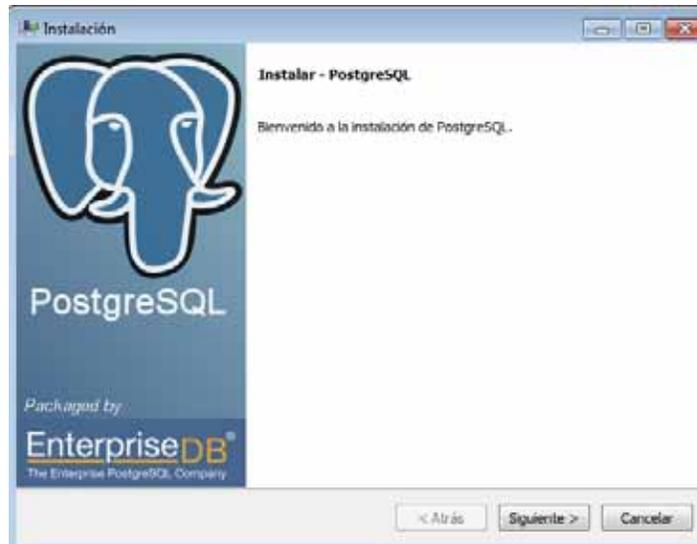 Instalación
Instalar - PostgreSQL
Bienvenido a la instalación de PostgreSQL.
PostgreSQL
Packaged by
EnterpriseDB®
The Enterprise PostgreSQL Company
< Atrás
Siguiente >
Cancelar